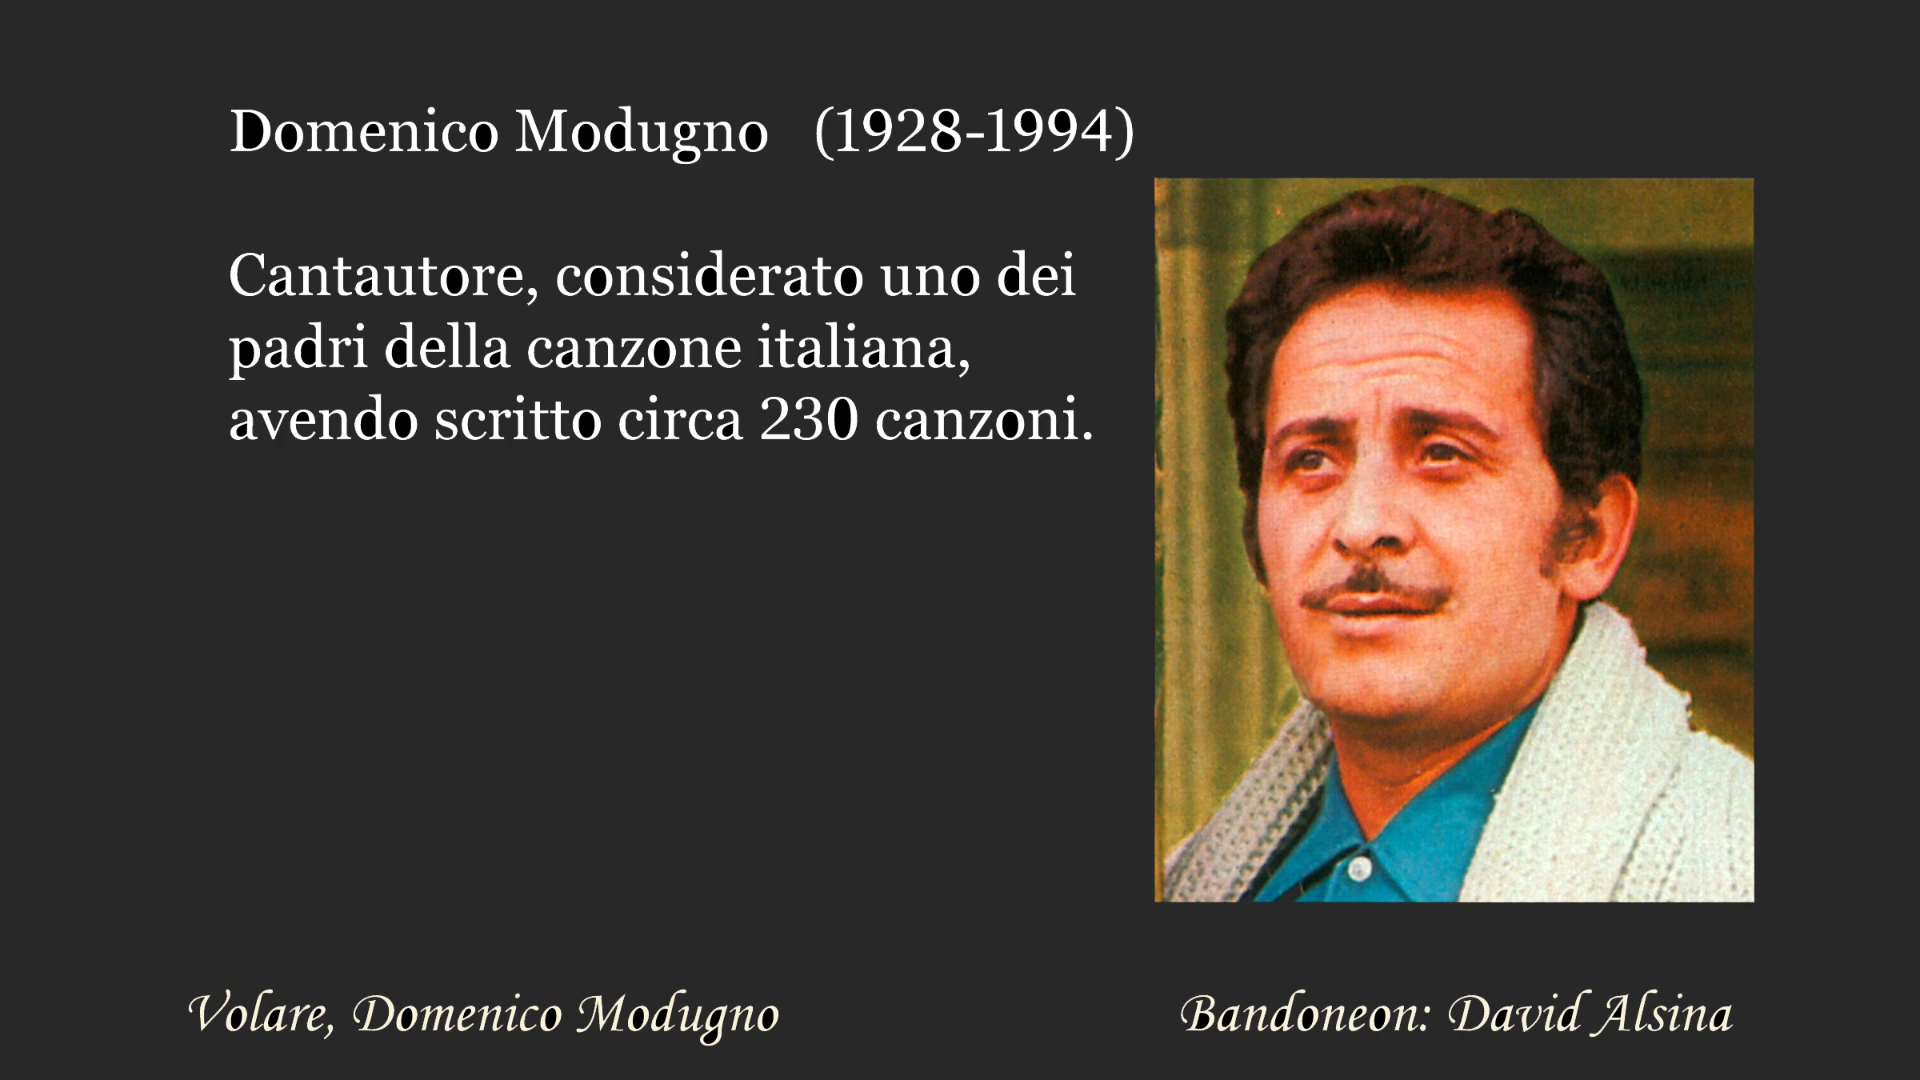 Domenico Modugno (1928-1994)
Cantautore, considerato uno dei
padri della canzone italiana,
avendo scritto circa 230 canzoni.
Volare, Domenico Modugno
Bandoneon: David Alsina